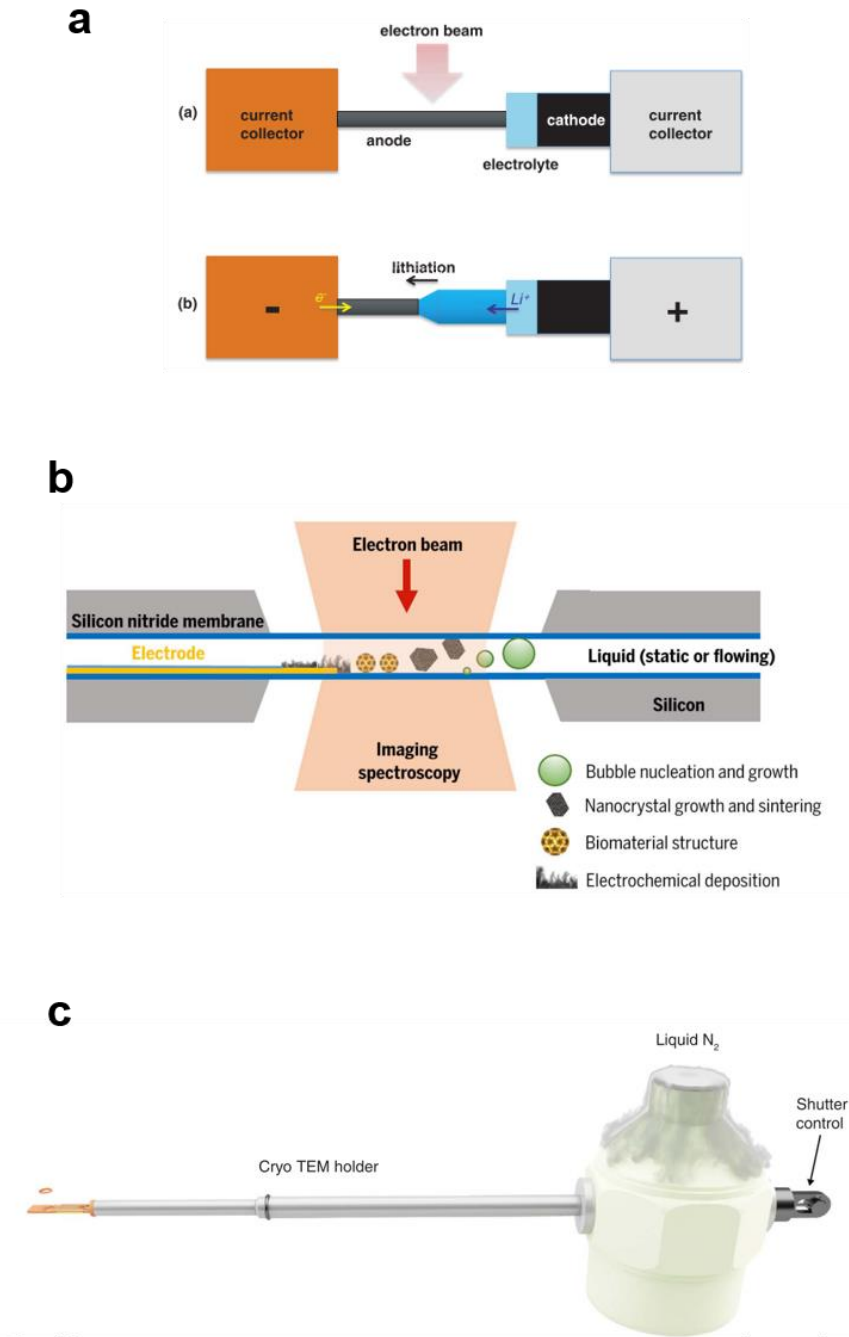 a
electron beam
(a)
current
collector
anode
electrolyte
cathode
current
collector
lithiation
(b)
-
e-
Li+
+
b
Electron beam
Silicon nitride membrane
Electrode
Liquid (static or flowing)
Silicon
Imaging
spectroscopy
Bubble nucleation and growth
Nanocrystal growth and sintering
Biomaterial structure
Electrochemical deposition
c
Liquid N2
Shutter
control
Cryo TEM holder